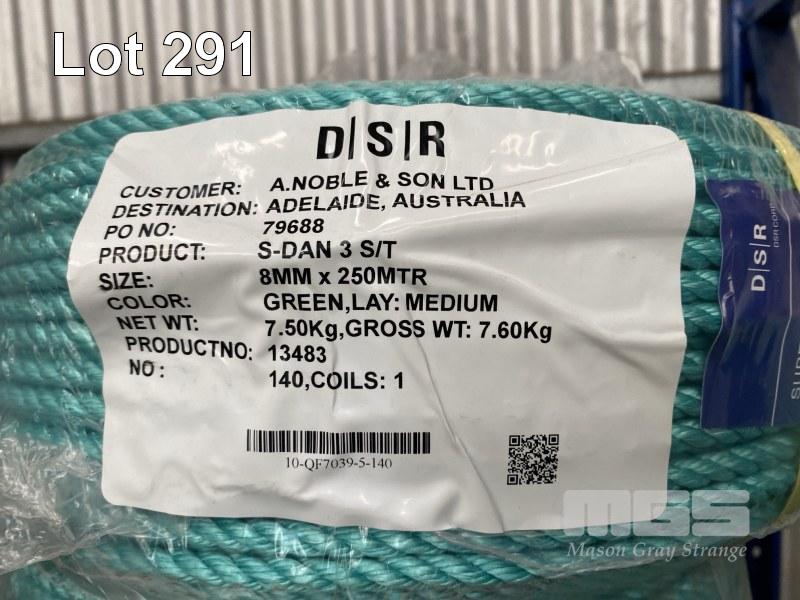 Lot 291
D|S|R
CUSTOMER: A.NOBLE & SON LTD
DESTINATION: ADELAIDE, AUSTRALIA
PO NO: 79688
PRODUCT: S-DAN 3 S/T
SIZE: 8MM x 250MTR
COLOR: GREEN,LAY: MEDIUM
NET WT: 7.50Kg,GROSS WT: 7.60Kg
PRODUCTNO: 13483
NO : 140,COILS: 1
10-QF7039-5-140
D|S|R
MGS
Mason Gray Strange